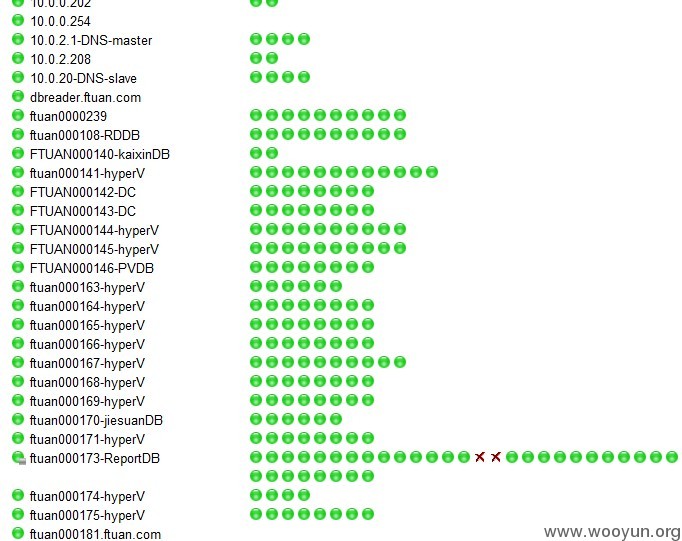 10.0.0.202
10.0.0.254
10.0.2.1-DNS-master
10.0.2.208
10.0.20-DNS-slave
dbreader.ftuan.com
ftuan0000239
ftuan000108-RDDB
FTUAN000140-kaixinDB
ftuan000141-hyperV
FTUAN000142-DC
FTUAN000143-DC
FTUAN000144-hyperV
FTUAN000145-hyperV
FTUAN000146-PVDB
ftuan000163-hyperV
ftuan000164-hyperV
ftuan000165-hyperV
ftuan000166-hyperV
ftuan000167-hyperV
ftuan000168-hyperV
ftuan000169-hyperV
ftuan000170-jiesuanDB
ftuan000171-hyperV
ftuan000173-ReportDB
ftuan000174-hyperV
ftuan000175-hyperV
ftuan000181.ftuan.com
www.wooyun.org